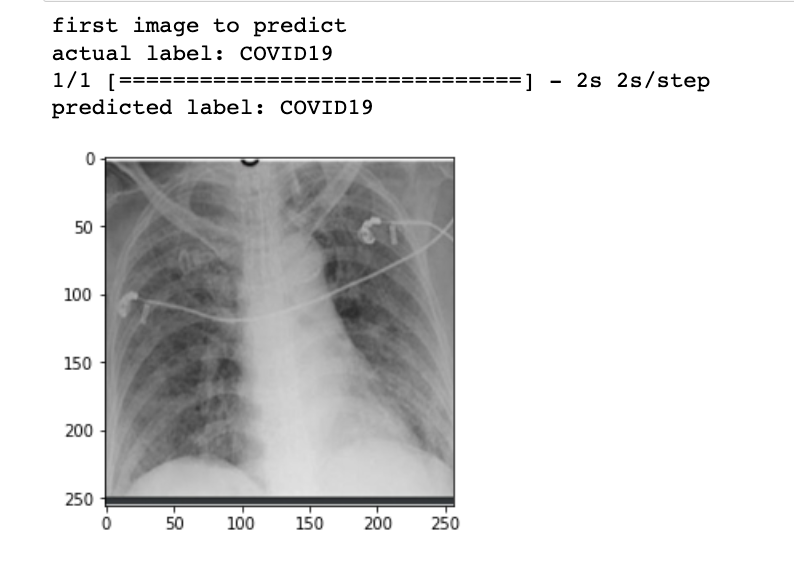 first image to predict
actual label: COVID19
1/1 [==============================] - 2s 2s/step
predicted label: COVID19
0
50
100
150
200
250
0 50 100 150 200 250